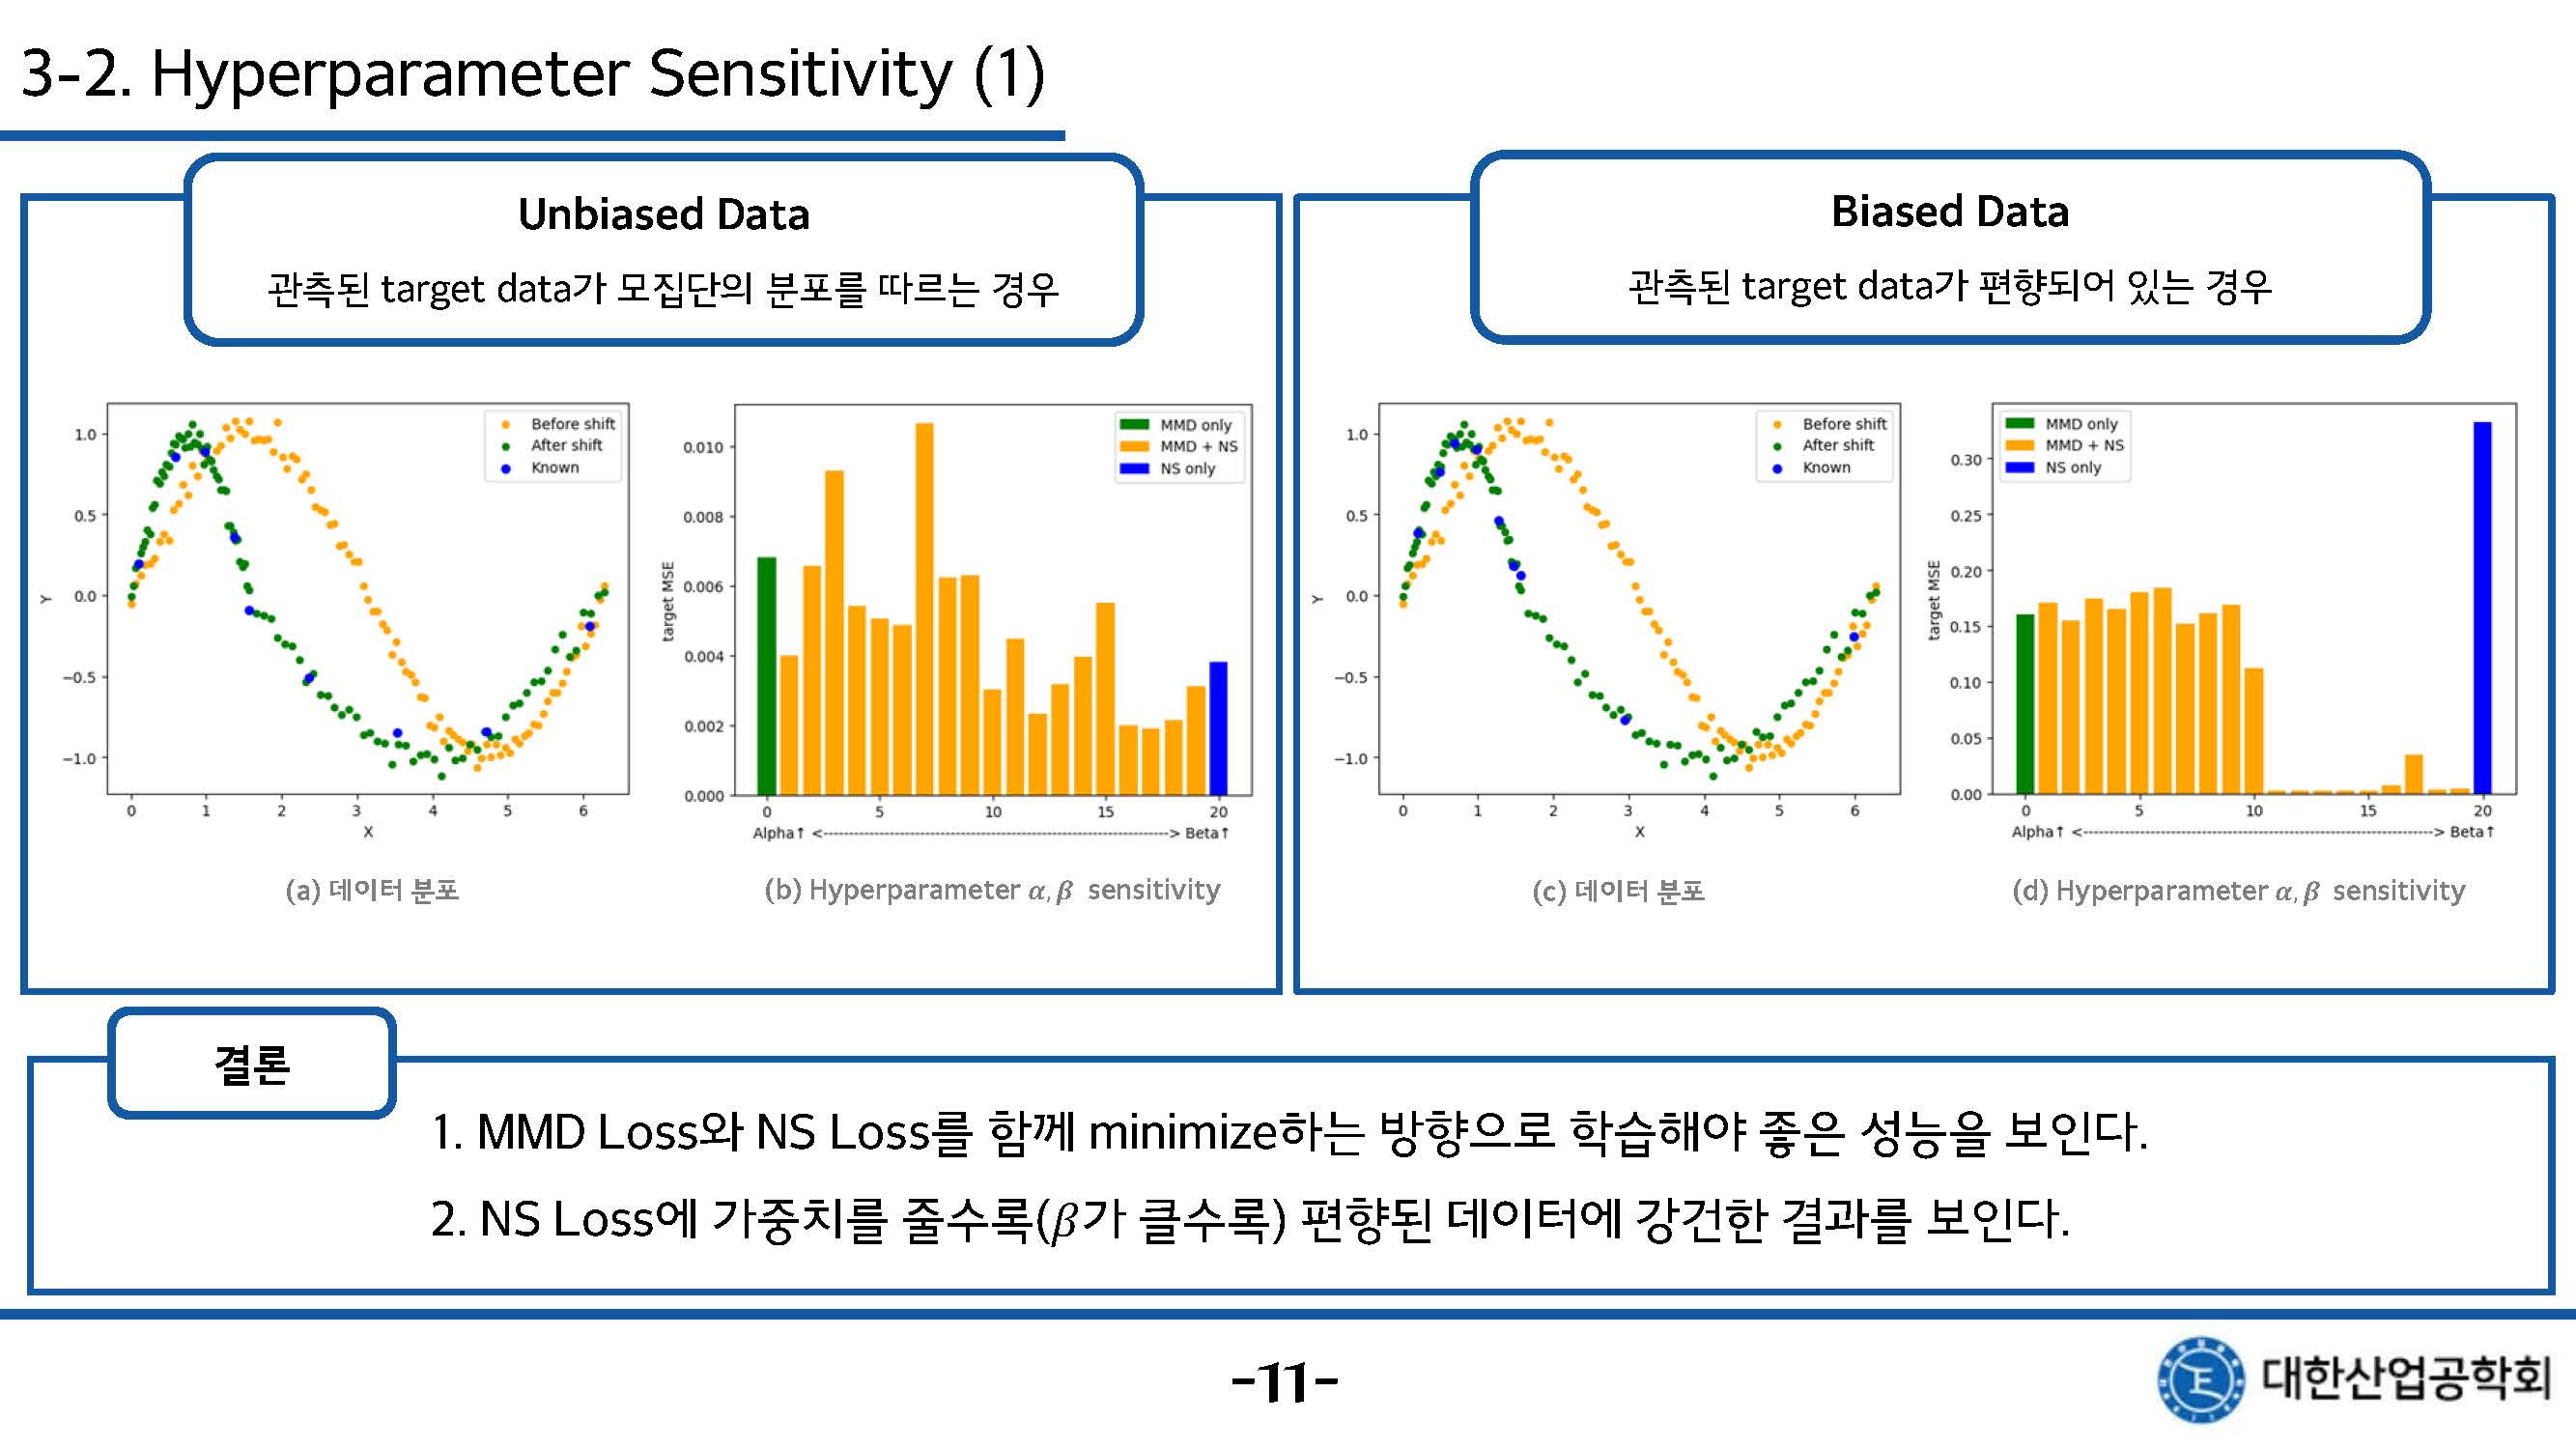 3-2. Hyperparameter Sensitivity (1)
Unbiased Data
관측된 target data가 모집단의 분포를 따르는 경우
Before shift
After shift
Known
1.0
0.5
0.0
−0.5
−1.0
Y
0 1 2 3 4 5 6
X
(a) 데이터 분포
MMD only
MMD + NS
NS only
0.010
0.008
0.006
0.004
0.002
0.000
target MSE
0 5 10 15 20
Alpha↑ <------------------------------------------------------------> Beta↑
(b) Hyperparameter α, β sensitivity
Biased Data
관측된 target data가 편향되어 있는 경우
Before shift
After shift
Known
1.0
0.5
0.0
−0.5
−1.0
Y
0 1 2 3 4 5 6
X
(c) 데이터 분포
MMD only
MMD + NS
NS only
0.30
0.25
0.20
0.15
0.10
0.05
0.00
target MSE
0 5 10 15 20
Alpha↑ <------------------------------------------------------------> Beta↑
(d) Hyperparameter α, β sensitivity
결론
1. MMD Loss와 NS Loss를 함께 minimize하는 방향으로 학습해야 좋은 성능을 보인다.
2. NS Loss에 가중치를 줄수록(β가 클수록) 편향된 데이터에 강건한 결과를 보인다.
-11-
대한산업공학회